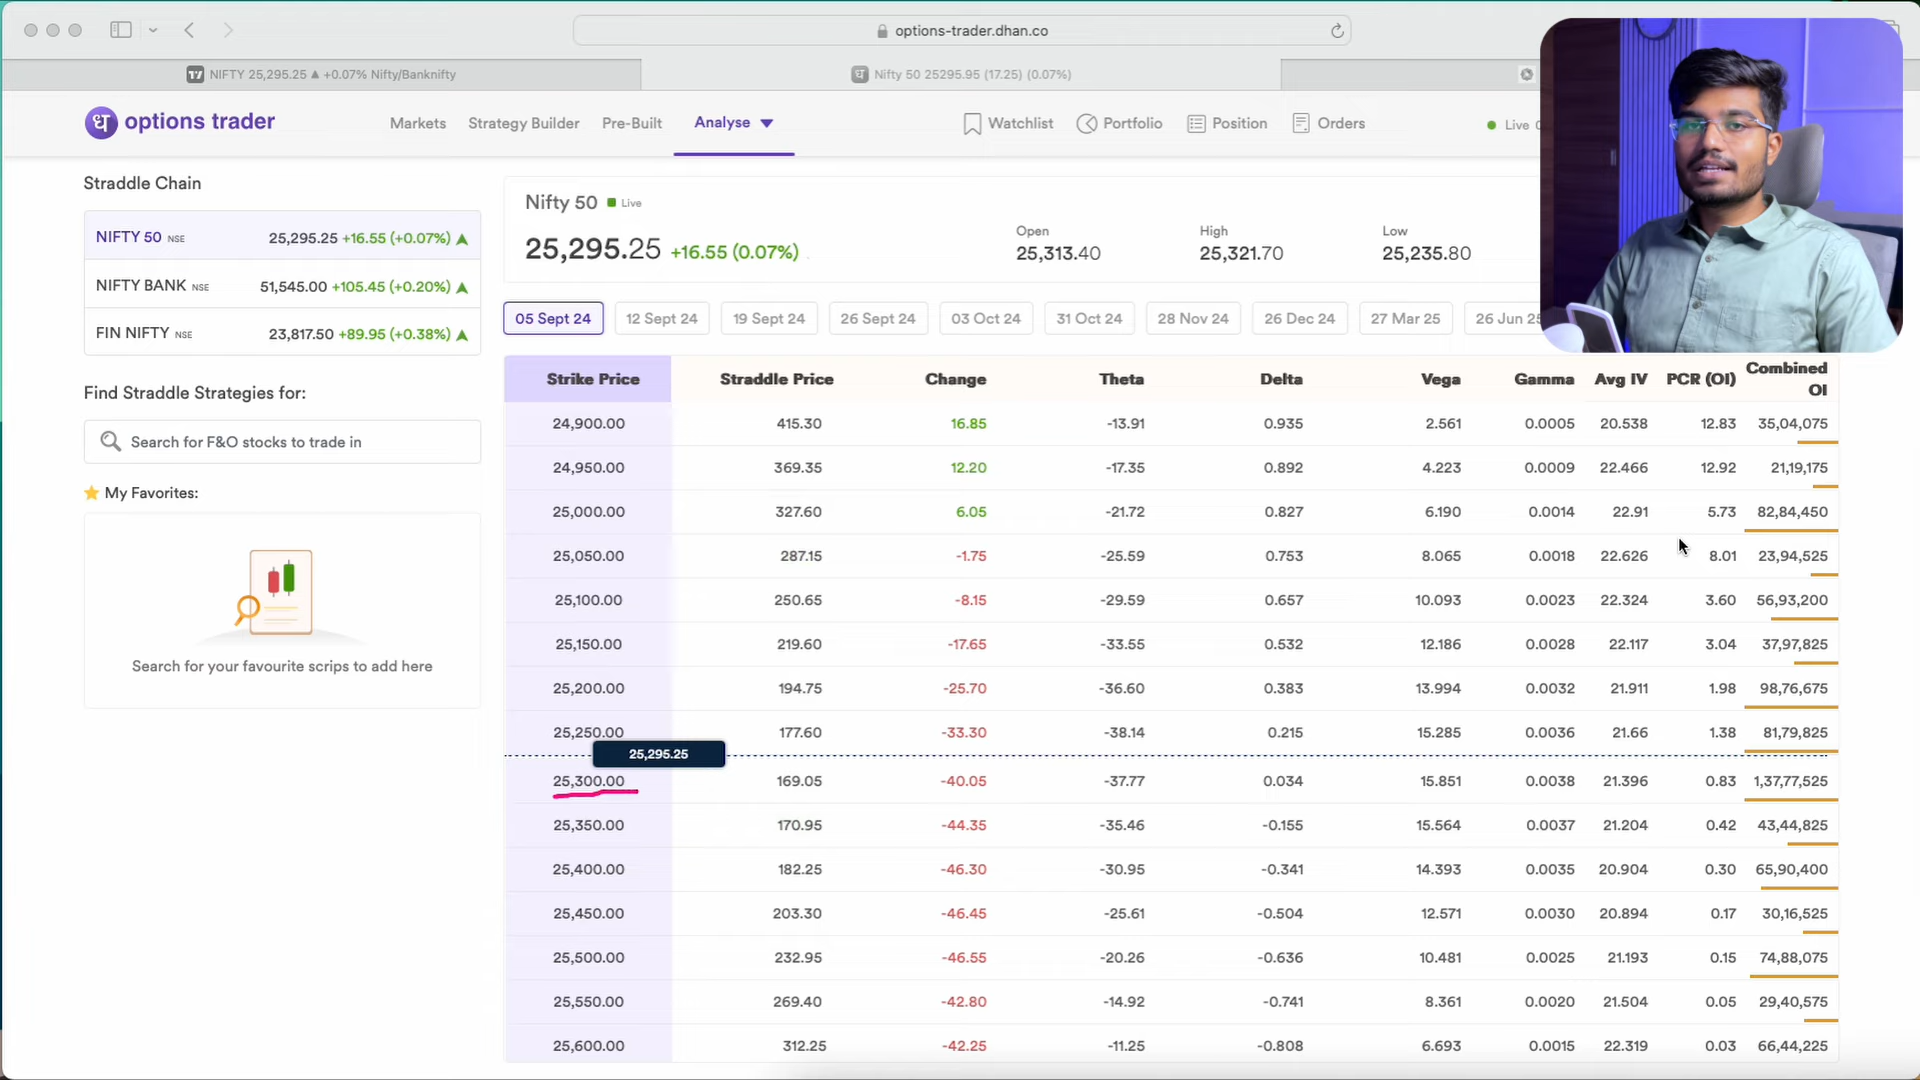 options-trader.dhan.co
NIFTY 25,295.25 ▲ +0.07% Nifty/Banknifty
Nifty 50 25295.95 (17.25) (0.07%)
options trader
Markets Strategy Builder Pre-Built Analyse ▼ Watchlist Portfolio Position Orders Live
Straddle Chain
NIFTY 50 NSE 25,295.25 +16.55 (+0.07%) ▲
NIFTY BANK NSE 51,545.00 +105.45 (+0.20%) ▲
FIN NIFTY NSE 23,817.50 +89.95 (+0.38%) ▲
Find Straddle Strategies for:
Search for F&O stocks to trade in
My Favorites:
Search for your favourite scrips to add here
Nifty 50 Live
25,295.25 +16.55 (0.07%)
Open High Low
25,313.40 25,321.70 25,235.80
05 Sept 24 12 Sept 24 19 Sept 24 26 Sept 24 03 Oct 24 31 Oct 24 28 Nov 24 26 Dec 24 27 Mar 25 26 Jun 25
Strike Price Straddle Price Change Theta Delta Vega Gamma Avg IV PCR (OI) Combined OI
24,900.00 415.30 16.85 -13.91 0.935 2.561 0.0005 20.538 12.83 35,04,075
24,950.00 369.35 12.20 -17.35 0.892 4.223 0.0009 22.466 12.92 21,19,175
25,000.00 327.60 6.05 -21.72 0.827 6.190 0.0014 22.91 5.73 82,84,450
25,050.00 287.15 -1.75 -25.59 0.753 8.065 0.0018 22.626 8.01 23,94,525
25,100.00 250.65 -8.15 -29.59 0.657 10.093 0.0023 22.324 3.60 56,93,200
25,150.00 219.60 -17.65 -33.55 0.532 12.186 0.0028 22.117 3.04 37,97,825
25,200.00 194.75 -25.70 -36.60 0.383 13.994 0.0032 21.911 1.98 98,76,675
25,250.00 177.60 -33.30 -38.14 0.215 15.285 0.0036 21.66 1.38 81,79,825
25,295.25
25,300.00 169.05 -40.05 -37.77 0.034 15.851 0.0038 21.396 0.83 1,37,77,525
25,350.00 170.95 -44.35 -35.46 -0.155 15.564 0.0037 21.204 0.42 43,44,825
25,400.00 182.25 -46.30 -30.95 -0.341 14.393 0.0035 20.904 0.30 65,90,400
25,450.00 203.30 -46.45 -25.61 -0.504 12.571 0.0030 20.894 0.17 30,16,525
25,500.00 232.95 -46.55 -20.26 -0.636 10.481 0.0025 21.193 0.15 74,88,075
25,550.00 269.40 -42.80 -14.92 -0.741 8.361 0.0020 21.504 0.05 29,40,575
25,600.00 312.25 -42.25 -11.25 -0.808 6.693 0.0015 22.319 0.03 66,44,225